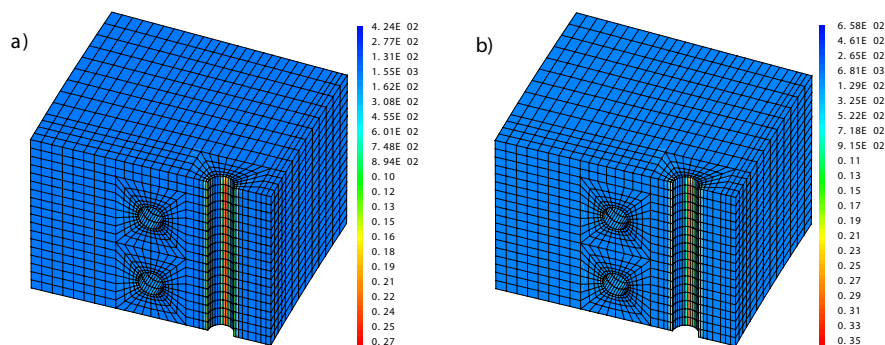 a)
4.24E 02
2.77E 02
1.31E 02
1.55E 03
1.62E 02
3.08E 02
4.55E 02
6.01E 02
7.48E 02
8.94E 02
0.10
0.12
0.13
0.15
0.16
0.18
0.19
0.21
0.22
0.24
0.25
0.27
b)
6.58E 02
4.61E 02
2.65E 02
6.81E 03
1.29E 02
3.25E 02
5.22E 02
7.18E 02
9.15E 02
0.11
0.13
0.15
0.17
0.19
0.21
0.23
0.25
0.27
0.29
0.31
0.33
0.35